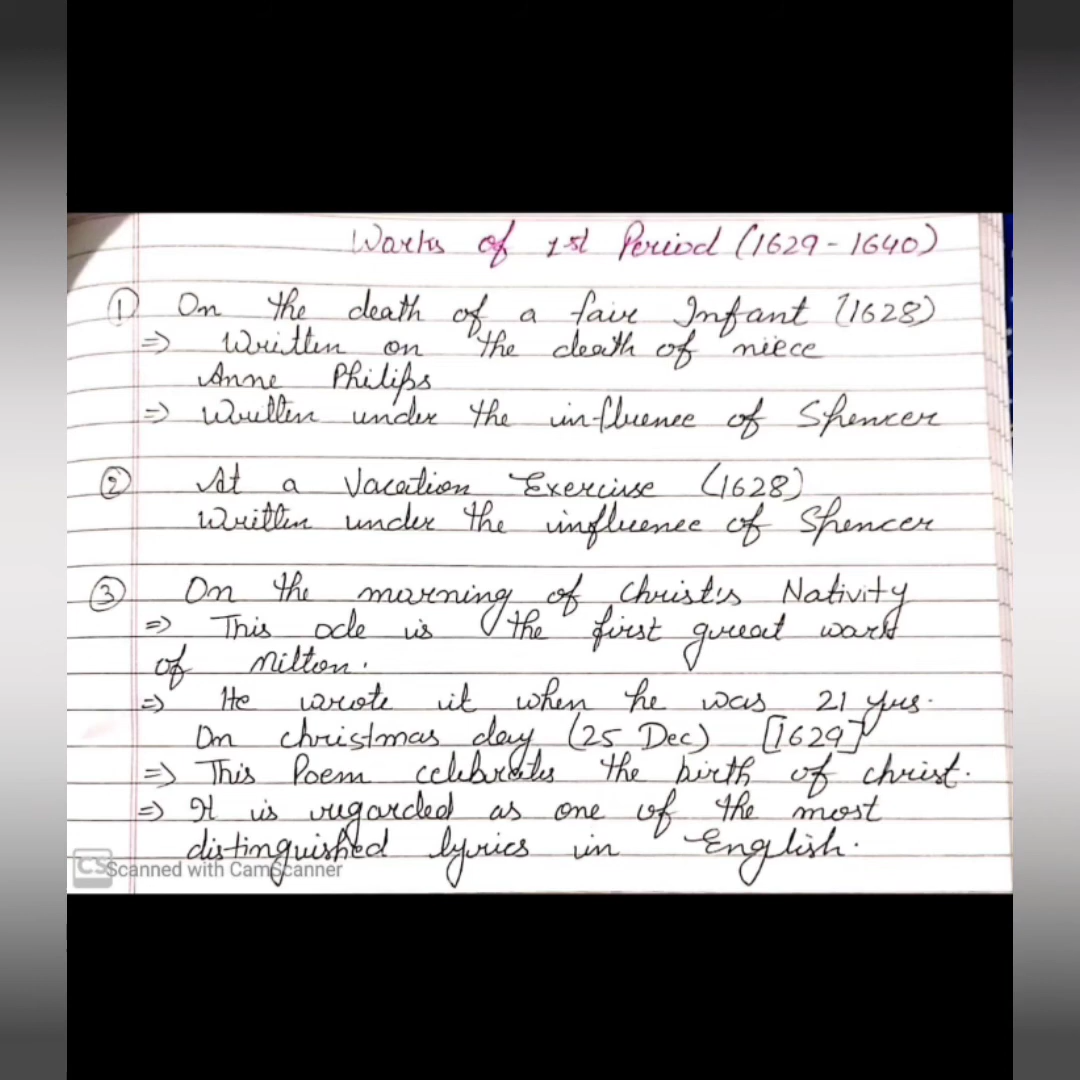 Works of 1st Period (1629-1640)
① On the death of a fair Infant (1628)
=> Written on the death of niece
Anne Philips
=> Written under the influence of Spencer
② At a Vacation Exercise (1628)
Written under the influence of Spencer
③ On the morning of Christ's Nativity
=> This ode is the first great work
of Milton.
=> He wrote it when he was 21 yrs.
On christmas day (25 Dec) [1629]
=> This Poem celebrates the birth of christ.
=> It is regarded as one of the most
distinguished lyrics in English.
CS Scanned with CamScanner